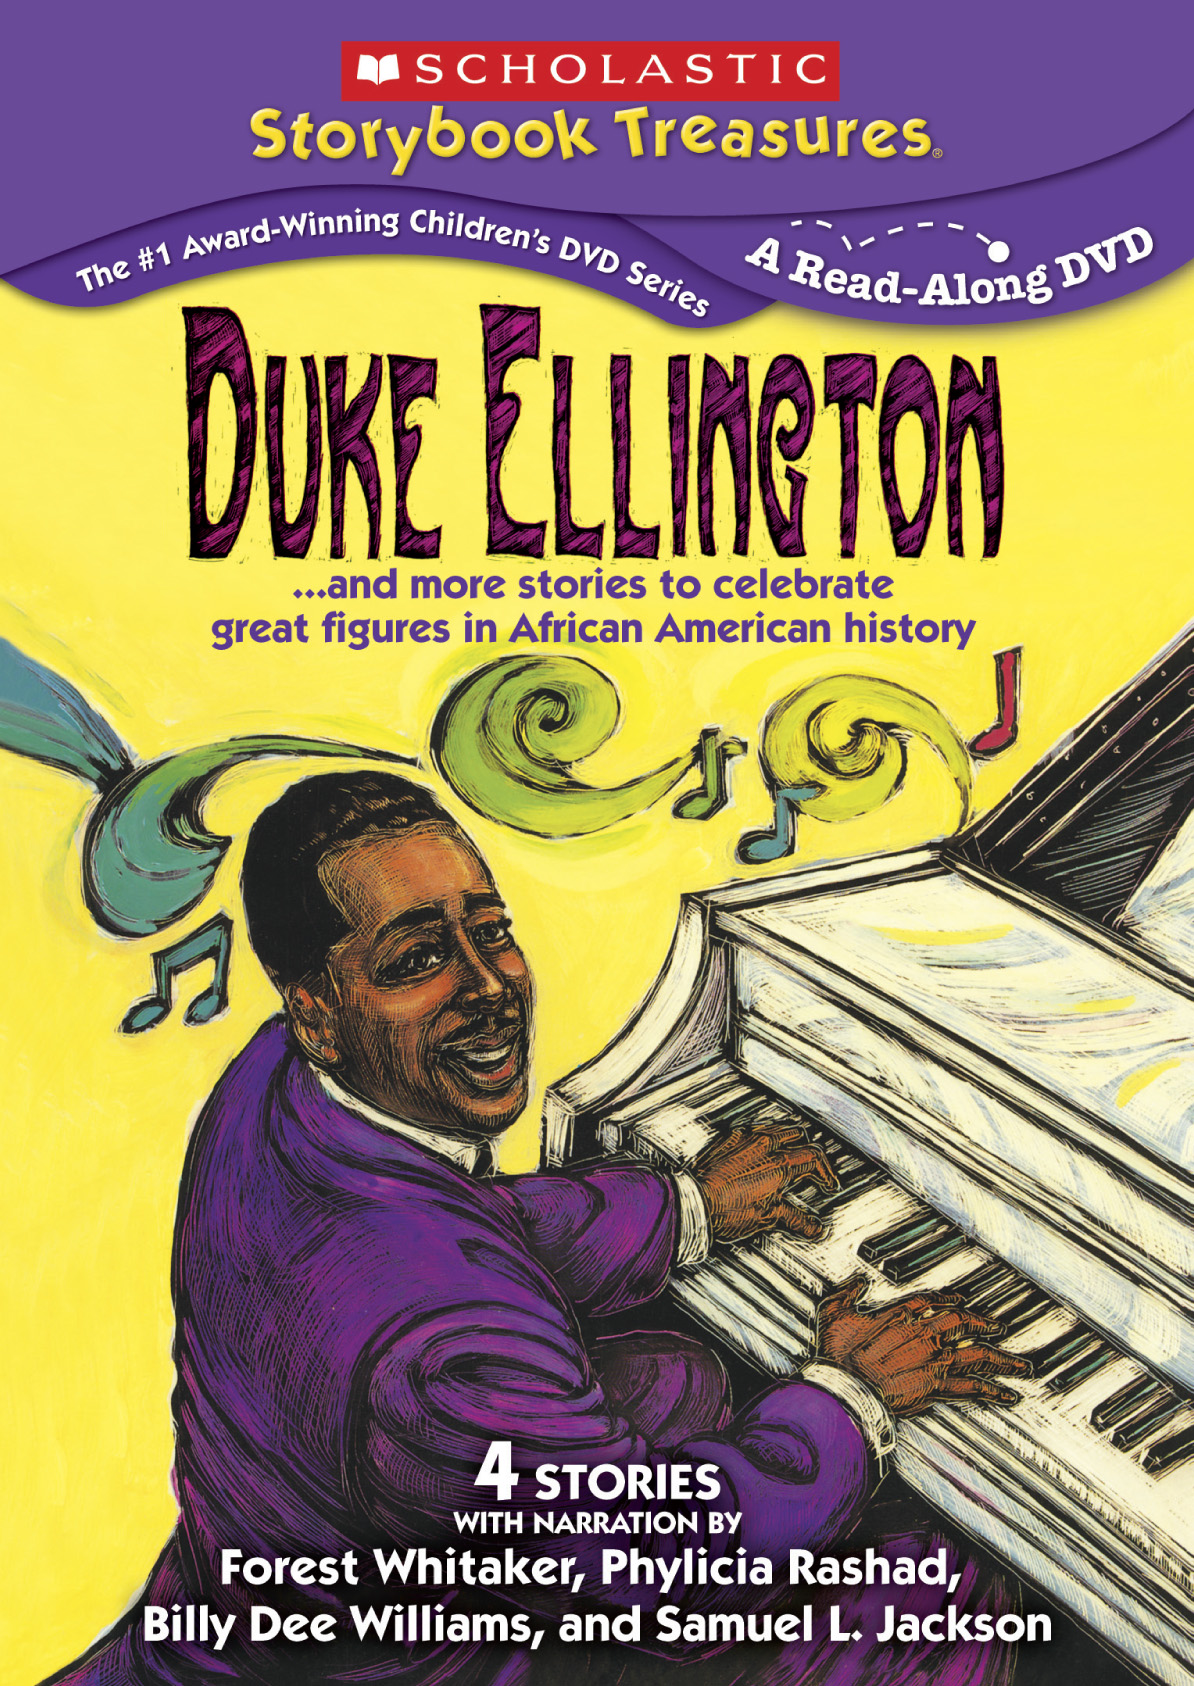 SCHOLASTIC
Storybook Treasures®
The #1 Award-Winning Children's DVD Series
A Read-Along DVD
DUKE ELLINGTON
...and more stories to celebrate
great figures in African American history
4 STORIES
WITH NARRATION BY
Forest Whitaker, Phylicia Rashad,
Billy Dee Williams, and Samuel L. Jackson